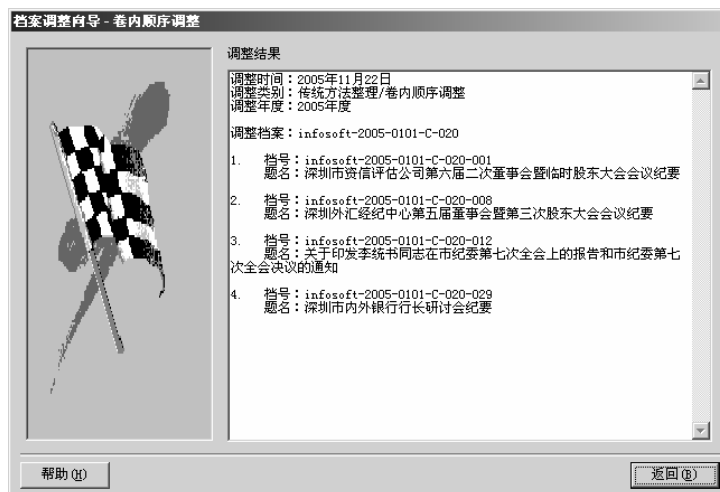 档案调整向导 - 卷内顺序调整
调整结果
调整时间：2005年11月22日
调整类别：传统方法整理/卷内顺序调整
调整年度：2005年度
调整档案：infosoft-2005-0101-C-020
1. 档号：infosoft-2005-0101-C-020-001
题名：深圳市资信评估公司第六届二次董事会暨临时股东大会会议纪要
2. 档号：infosoft-2005-0101-C-020-008
题名：深圳外汇经纪中心第五届董事会暨第三次股东大会会议纪要
3. 档号：infosoft-2005-0101-C-020-012
题名：关于印发李统书同志在市纪委第七次全会上的报告和市纪委第七
次全会决议的通知
4. 档号：infosoft-2005-0101-C-020-029
题名：深圳市内外银行行长研讨会纪要
帮助(H)
返回(B)